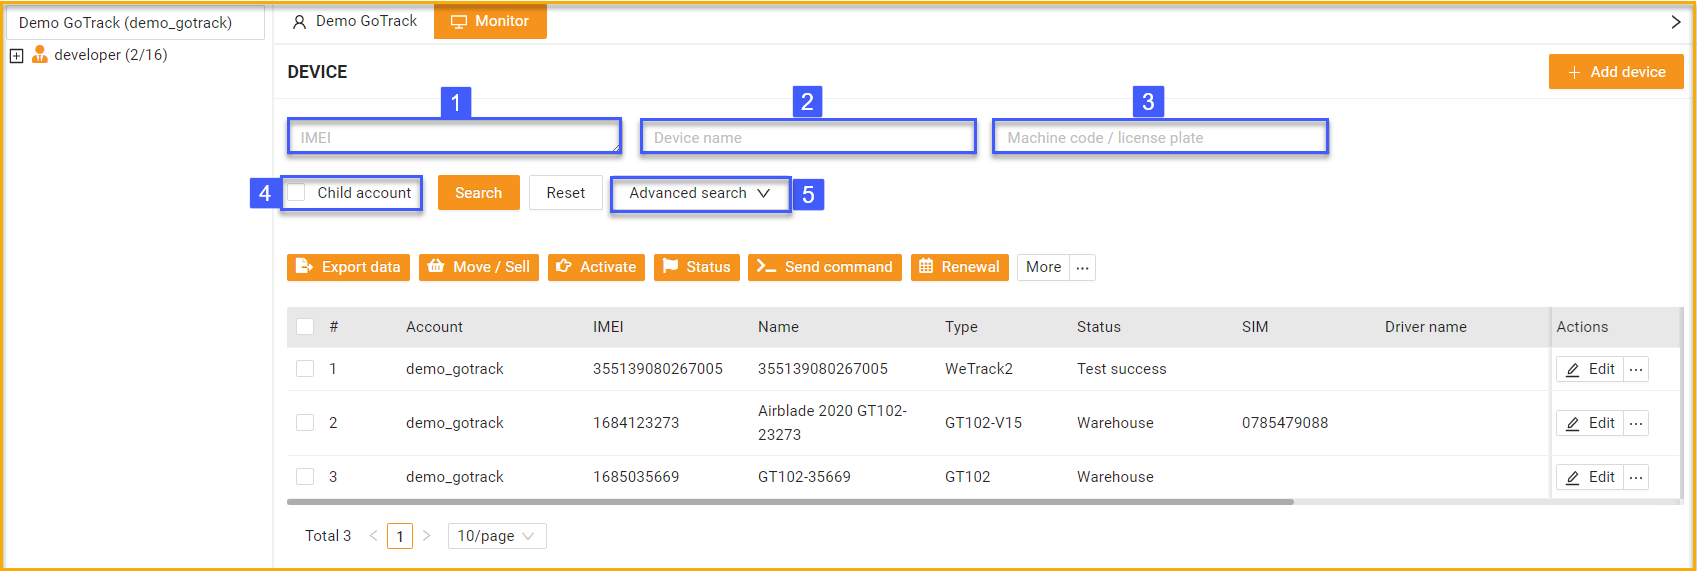 Demo GoTrack (demo_gotrack)
developer (2/16)
Demo GoTrack
Monitor
DEVICE
+ Add device
1
2
3
IMEI
Device name
Machine code / license plate
4
Child account
Search
Reset
Advanced search
5
Export data
Move / Sell
Activate
Status
Send command
Renewal
More ...
# Account IMEI Name Type Status SIM Driver name Actions
1 demo_gotrack 355139080267005 355139080267005 WeTrack2 Test success Edit ...
2 demo_gotrack 1684123273 Airblade 2020 GT102-
23273 GT102-V15 Warehouse 0785479088 Edit ...
3 demo_gotrack 1685035669 GT102-35669 GT102 Warehouse Edit ...
Total 3 < 1 > 10/page